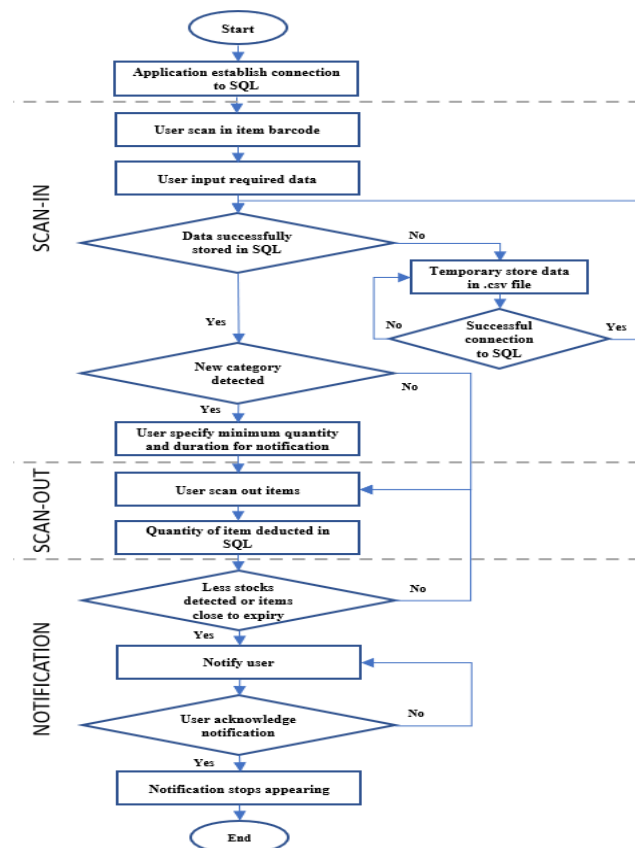 Start
Application establish connection
to SQL
SCAN-IN
User scan in item barcode
User input required data
Data successfully
stored in SQL
No
Temporary store data
in .csv file
Yes
No
Successful
connection
to SQL
Yes
New category
detected
No
Yes
User specify minimum quantity
and duration for notification
SCAN-OUT
User scan out items
Quantity of item deducted in
SQL
NOTIFICATION
Less stocks
detected or items
close to expiry
No
Yes
Notify user
User acknowledge
notification
No
Yes
Notification stops appearing
End